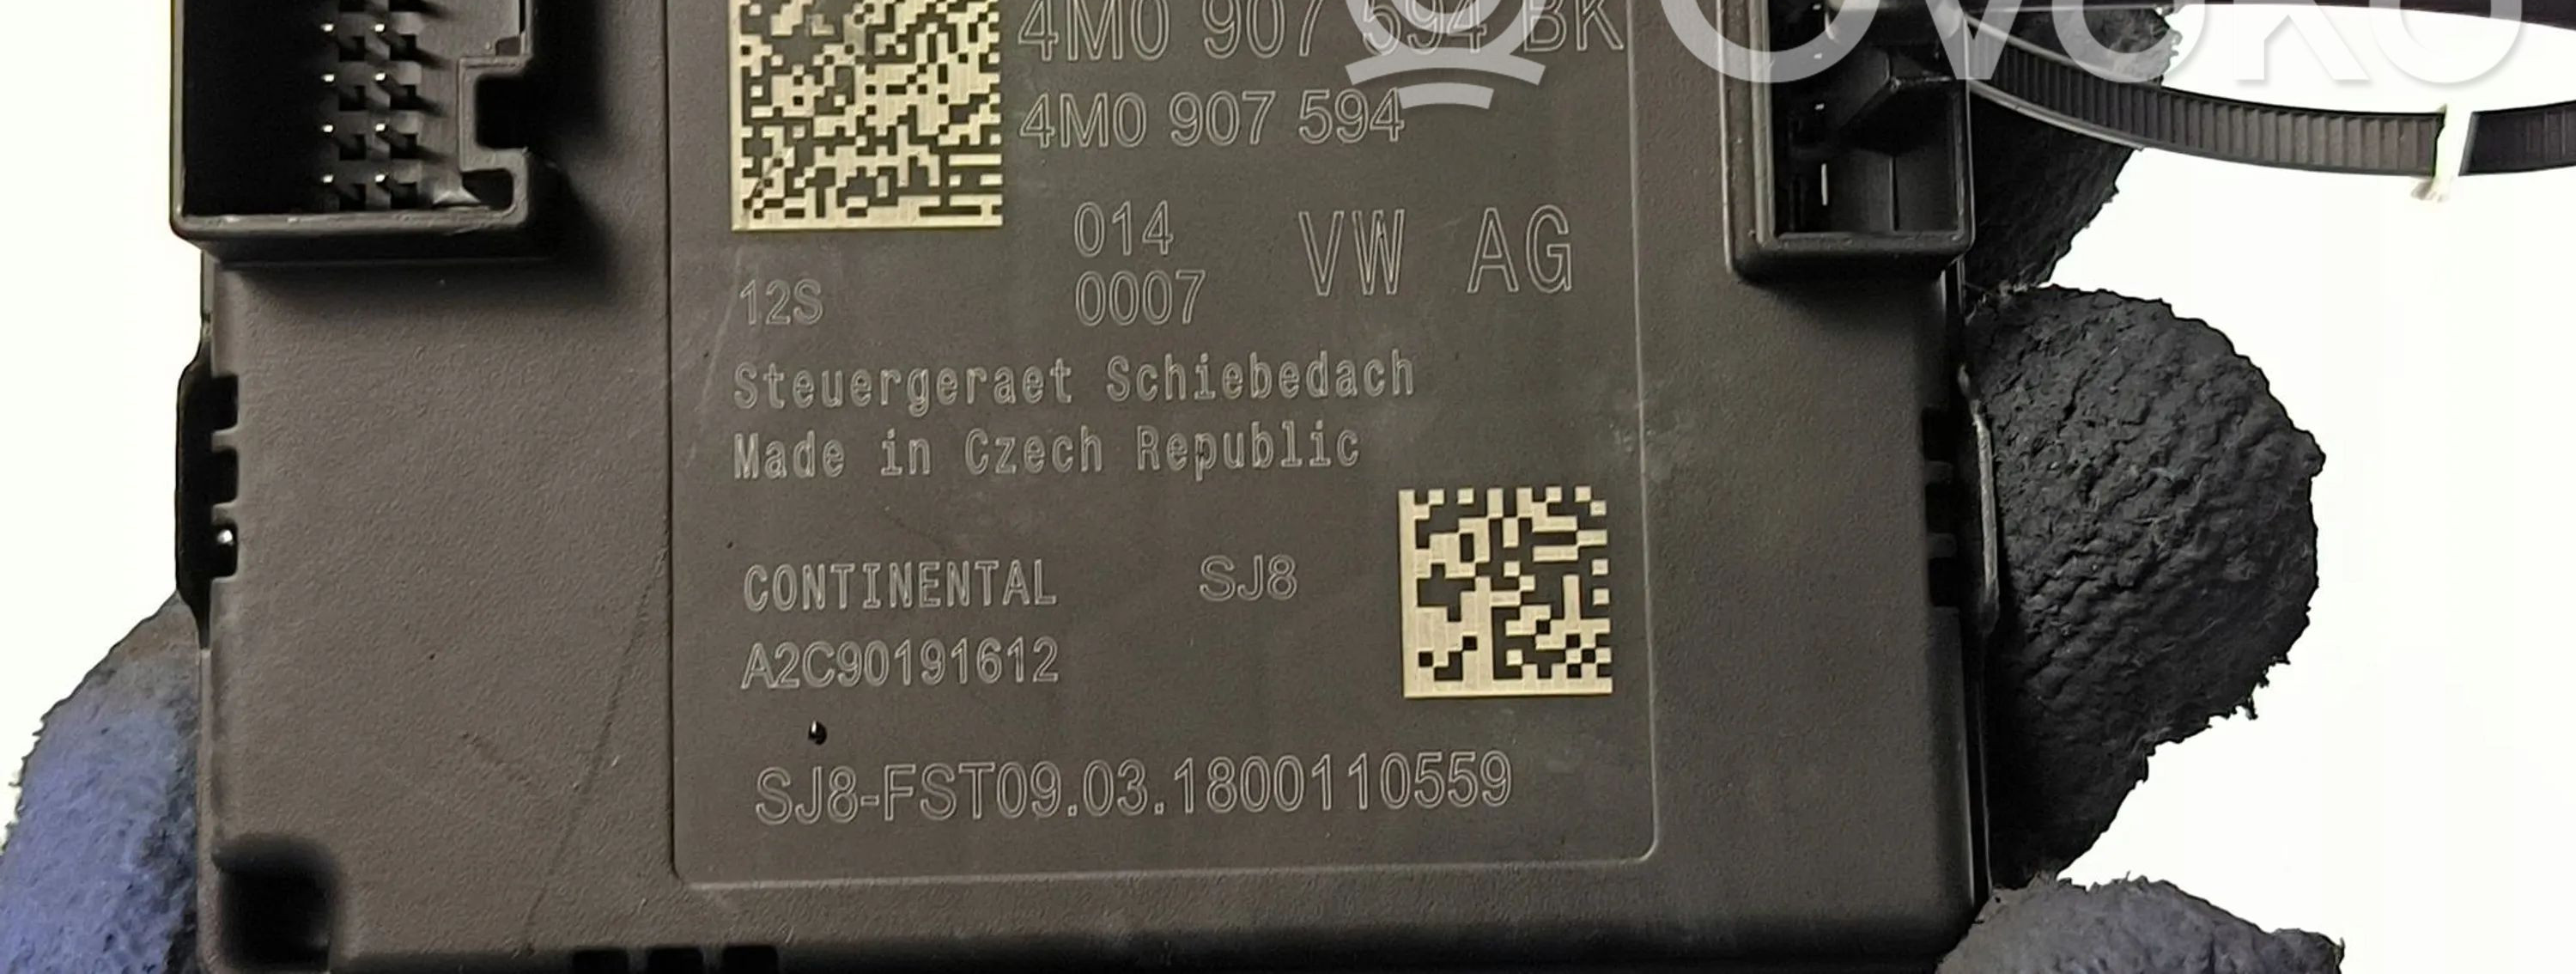 4M0 907 594 BK
OVOKO
4M0 907 594
014
VW AG
12S
0007
Steuergeraet Schiebedach
Made in Czech Republic
CONTINENTAL
SJ8
A2C90191612
SJ8-FST09.03.1800110559